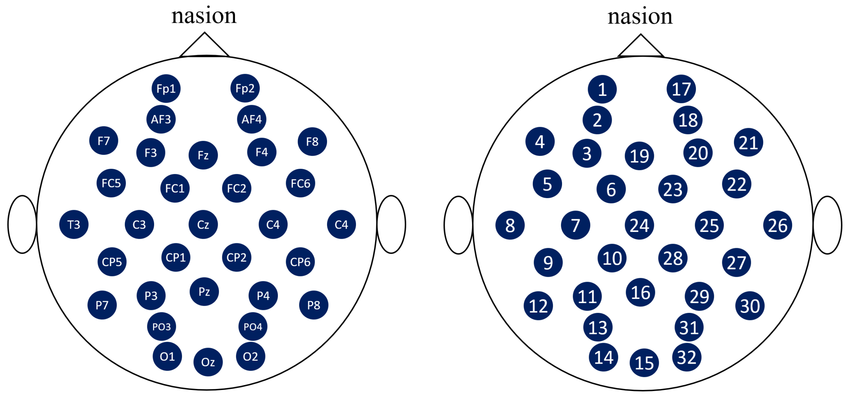 nasion
Fp1 Fp2
AF3 AF4
F7 F3 Fz F4 F8
FC5 FC1 FC2 FC6
T3 C3 Cz C4 C4
CP5 CP1 CP2 CP6
P7 P3 Pz P4 P8
PO3 PO4
O1 Oz O2
nasion
1 17
2 18
4 3 19 20 21
5 6 23 22
8 7 24 25 26
9 10 28 27
12 11 16 29 30
13 31
14 15 32